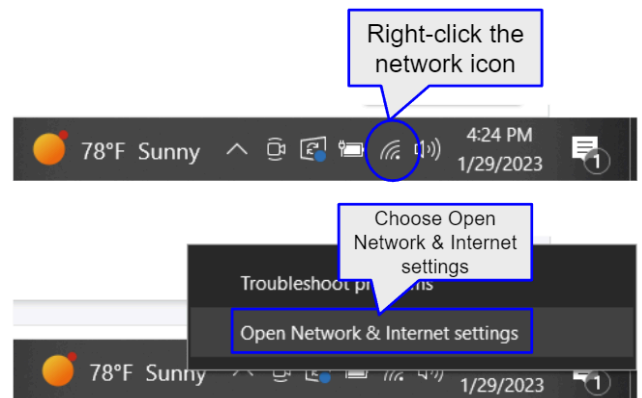 Right-click the
network icon
78°F Sunny
4:24 PM
1/29/2023
1
Choose Open
Network & Internet
settings
Troubleshoot
Open Network & Internet settings
78°F Sunny
1/29/2023
1